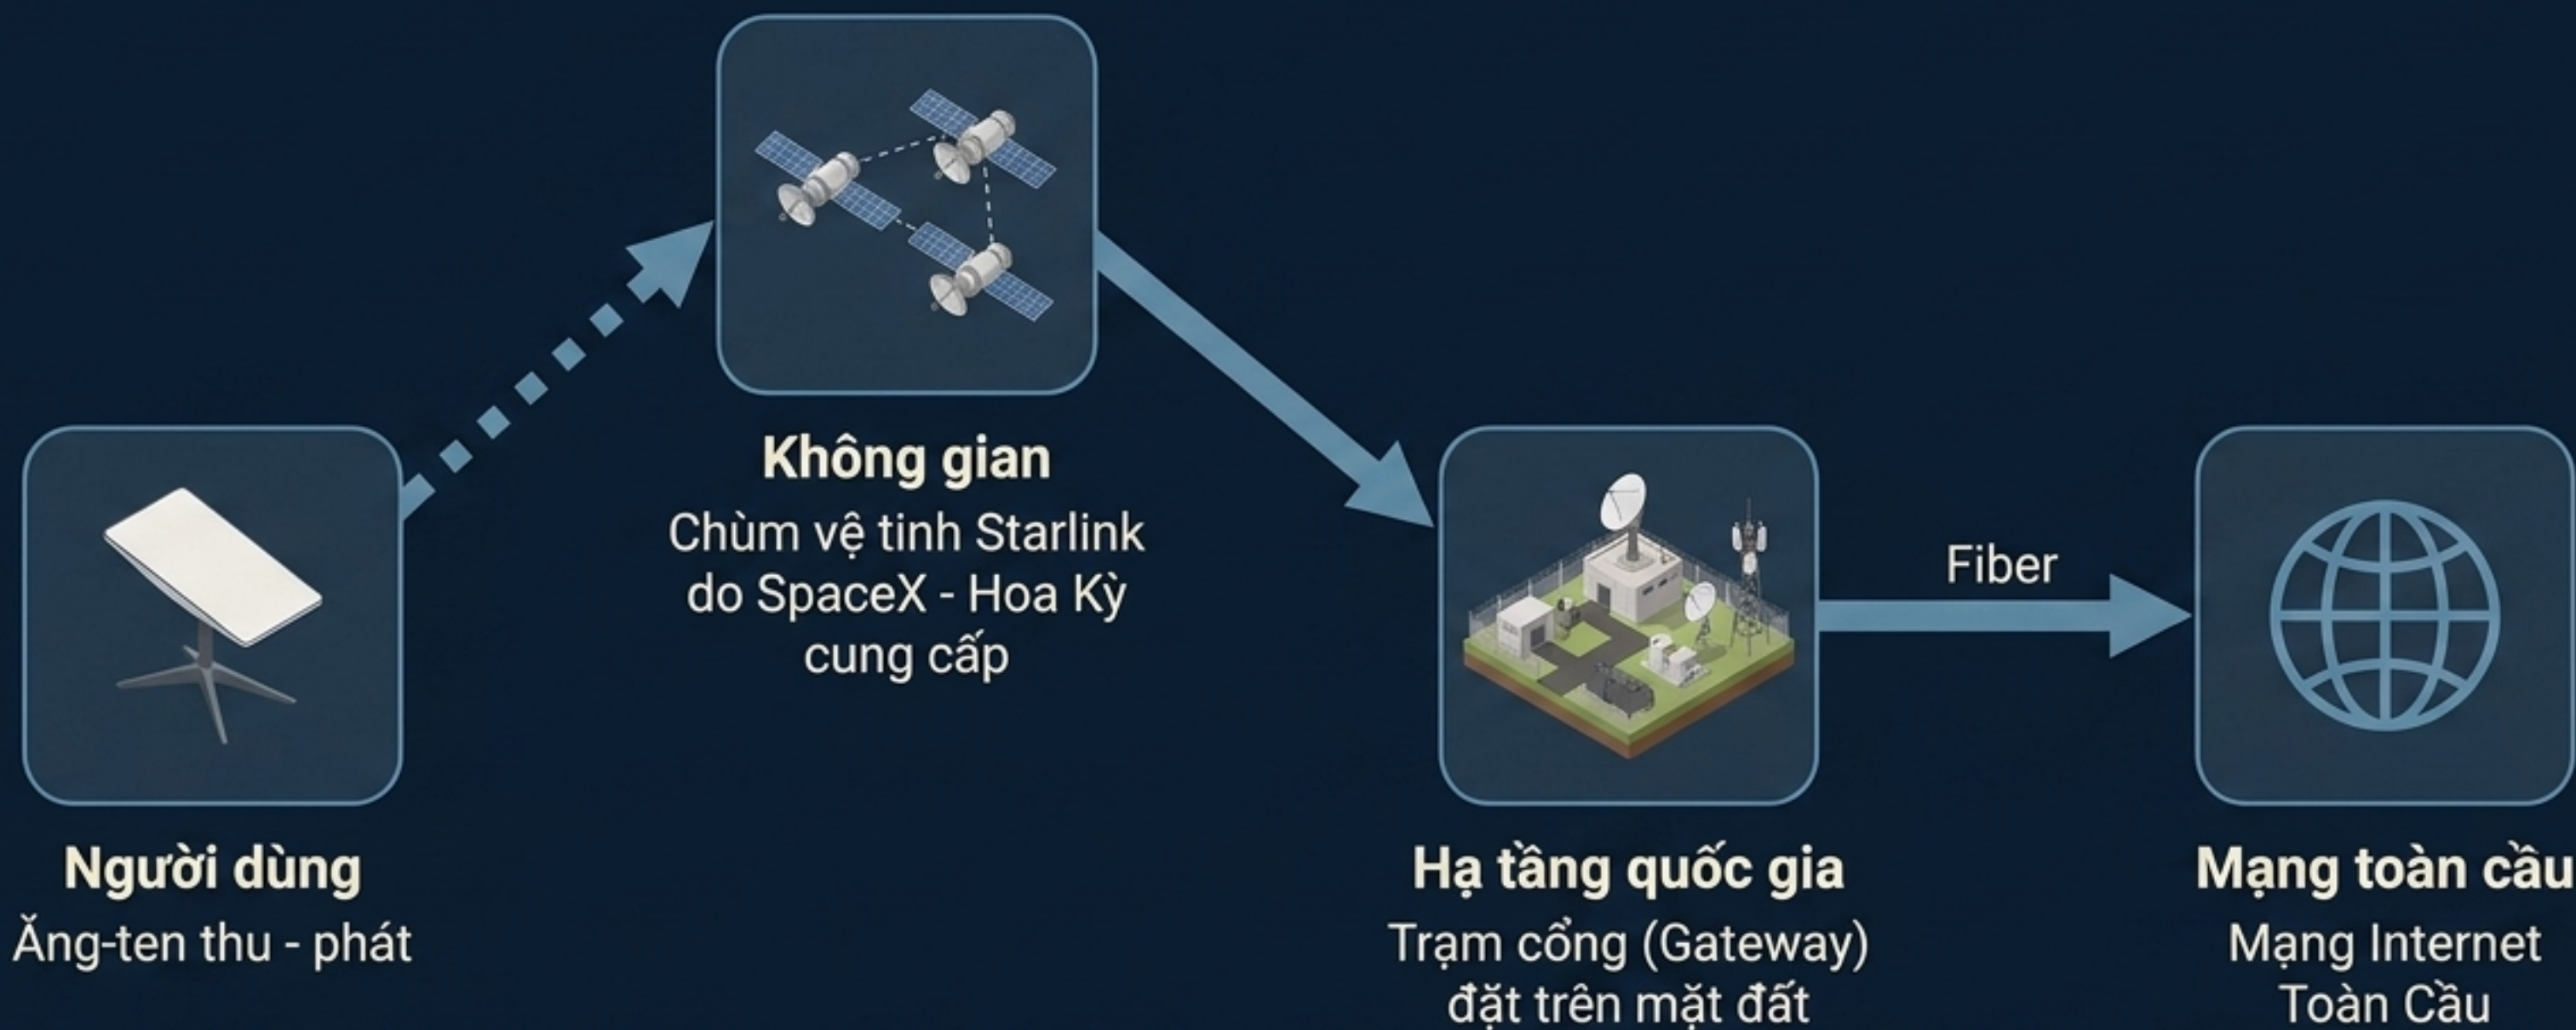 Không gian
Chùm vệ tinh Starlink
do SpaceX - Hoa Kỳ
cung cấp
Người dùng
Ăng-ten thu - phát
Hạ tầng quốc gia
Trạm cổng (Gateway)
đặt trên mặt đất
Fiber
Mạng toàn cầu
Mạng Internet
Toàn Cầu